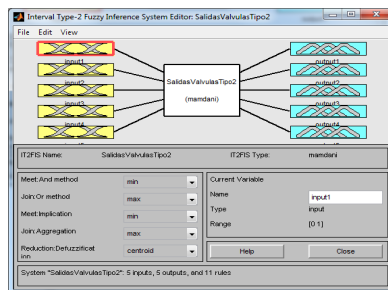 Interval Type-2 Fuzzy Inference System Editor: SalidasValvulasTipo2
File Edit View
input1
input2
input3
input4
SalidasValvulasTipo2
(mamdani)
output1
output2
output3
output4
IT2FIS Name: SalidasValvulasTipo2 IT2FIS Type: mamdani
Meet:And method min
Join:Or method max
Meet:Implication min
Join:Aggregation max
Reduction:Defuzzificat
ion centroid
Current Variable
Name input1
Type input
Range [0 1]
Help Close
System "SalidasValvulasTipo2": 5 inputs, 5 outputs, and 11 rules